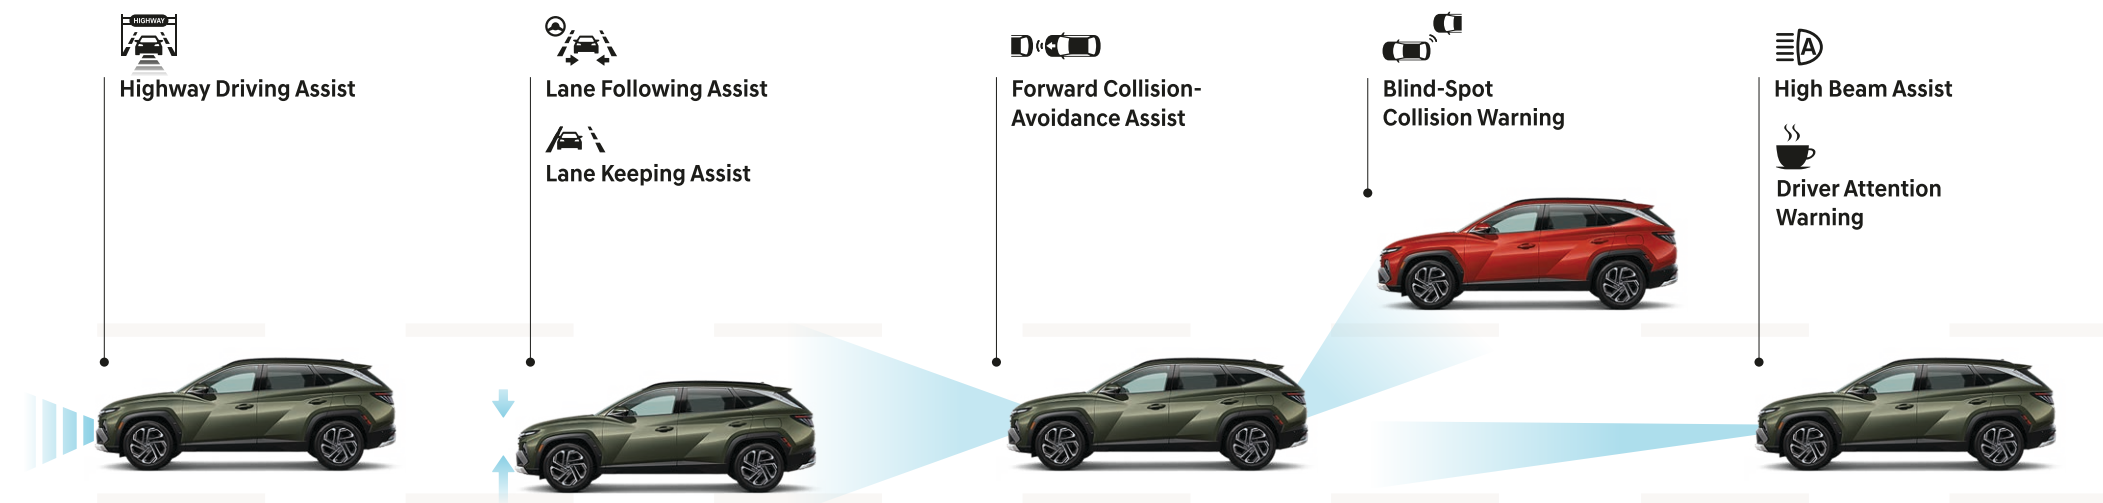 HIGHWAY
Highway Driving Assist
Lane Following Assist
Lane Keeping Assist
Forward Collision-
Avoidance Assist
Blind-Spot
Collision Warning
A
High Beam Assist
Driver Attention
Warning